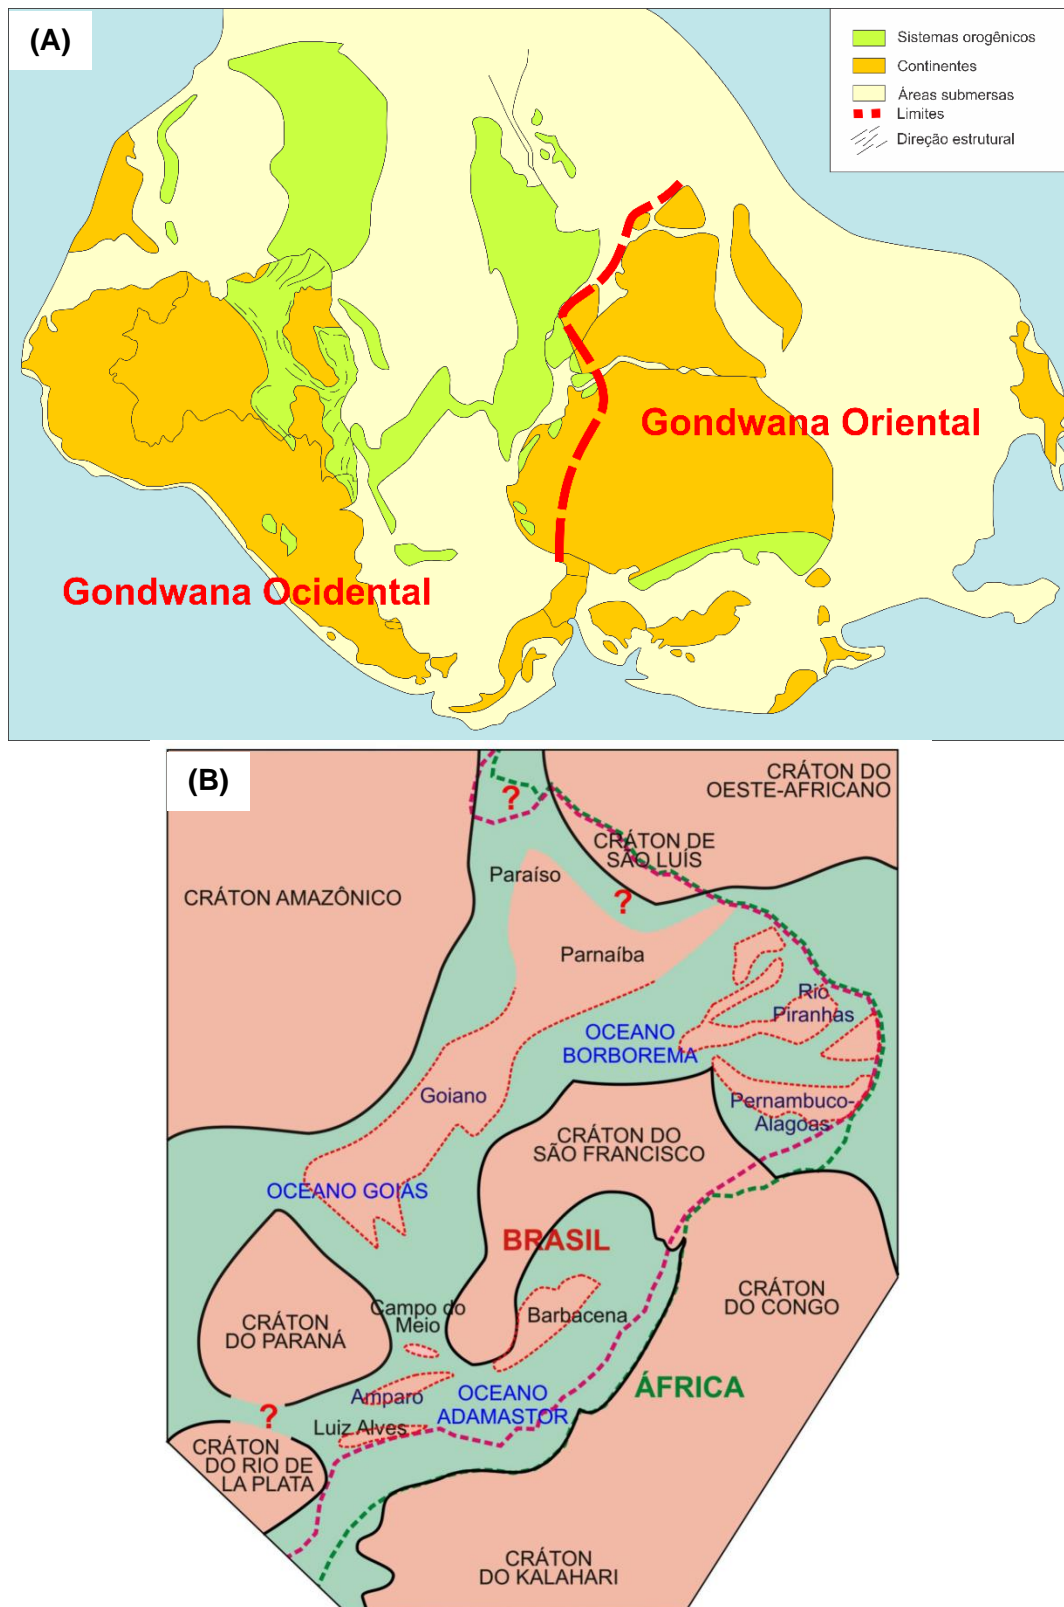 (A)
Sistemas orogênicos
Continentes
Áreas submersas
Limites
Direção estrutural
Gondwana Oriental
Gondwana Ocidental
(B)
CRÁTON DO
OESTE-AFRICANO
?
CRÁTON DE
SÃO LUÍS
Paraíso
CRÁTON AMAZÔNICO
?
Parnaíba
Rio
Piranhas
OCEANO
BORBOREMA
Goiano
Pernambuco-
Alagoas
CRÁTON DO
SÃO FRANCISCO
OCEANO GOIÁS
BRASIL
CRÁTON
DO CONGO
Campo do
Meio
Barbacena
CRÁTON
DO PARANÁ
ÁFRICA
Amparo
OCEANO
ADAMASTOR
?
Luiz Alves
CRÁTON
DO RIO DE
LA PLATA
CRÁTON
DO KALAHARI